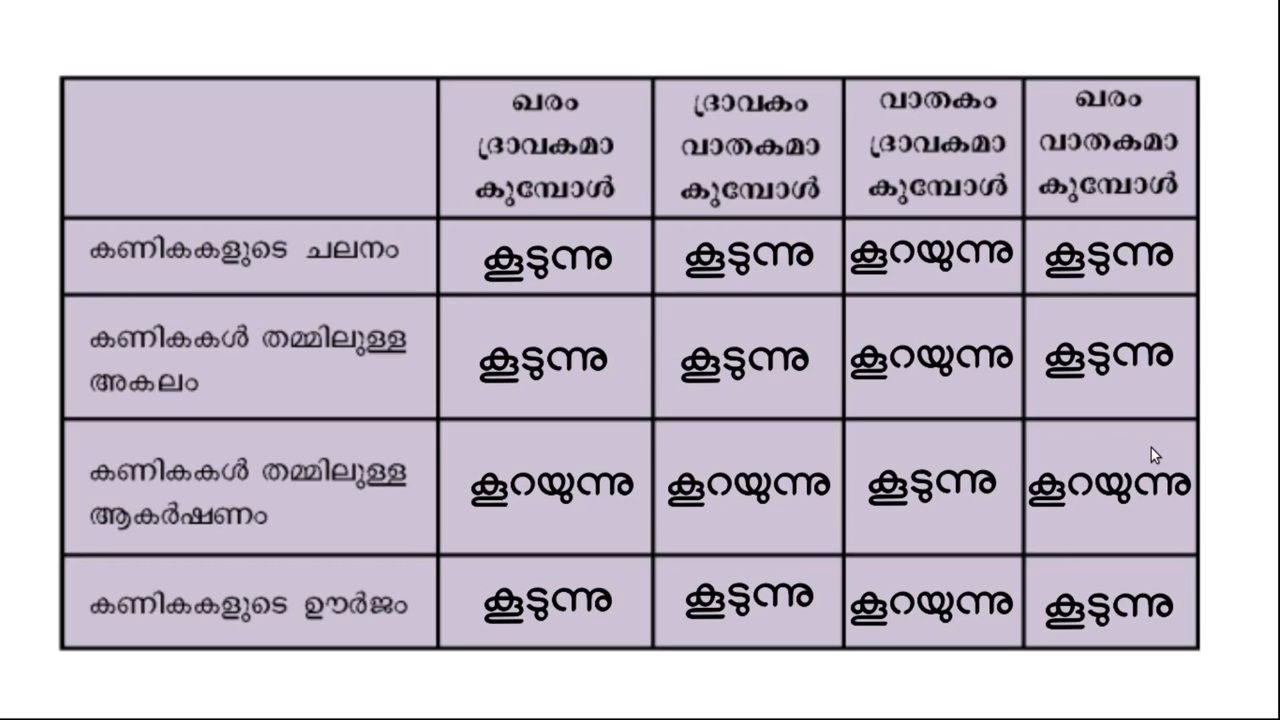 ഖരം
ദ്രാവകമാ
കുമ്പോൾ
ദ്രാവകം
വാതകമാ
കുമ്പോൾ
വാതകം
ദ്രാവകമാ
കുമ്പോൾ
ഖരം
വാതകമാ
കുമ്പോൾ
കണികകളുടെ ചലനം
കൂടുന്നു
കൂടുന്നു
കൂറയുന്നു
കൂടുന്നു
കണികകൾ തമ്മിലുള്ള
അകലം
കൂടുന്നു
കൂടുന്നു
കൂറയുന്നു
കൂടുന്നു
കണികകൾ തമ്മിലുള്ള
ആകർഷണം
കൂറയുന്നു
കൂറയുന്നു
കൂടുന്നു
കൂറയുന്നു
കണികകളുടെ ഊർജം
കൂടുന്നു
കൂടുന്നു
കൂറയുന്നു
കൂടുന്നു